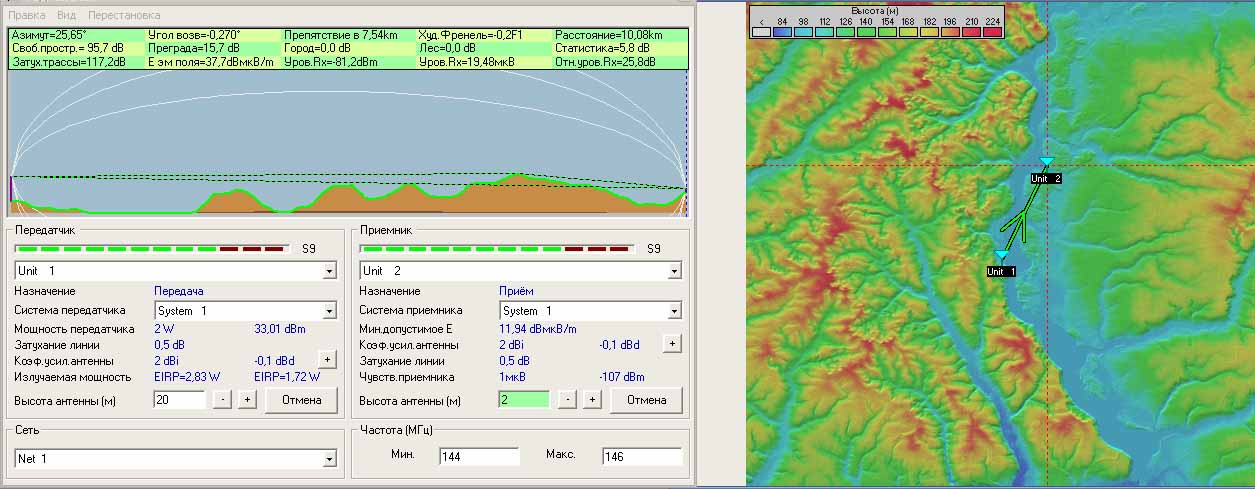 Правка Вид Перестановка
Азимут=25,65° Угол возв=-0,270° Препятствие в 7,54km Худ.Френель=-0,2F1 Расстояние=10,08km
Своб.простр.= 95,7 dB Преграда=15,7 dB Город=0,0 dB Лес=0,0 dB Статистика=5,8 dB
Затух.трассы=117,2dB E эм поля=37,7dBмкВ/m Уров.Rx=-81,2dBm Уров.Rx=19,48мкВ Отн.уров.Rx=25,8dB
Передатчик
S9
Unit 1
Назначение Передача
Система передатчика System 1
Мощность передатчика 2 W 33,01 dBm
Затухание линии 0,5 dB
Коэф.усил.антенны 2 dBi -0,1 dBd +
Излучаемая мощность EIRP=2,83 W EIRP=1,72 W
Высота антенны (м) 20 - + Отмена
Сеть
Net 1
Приемник
S9
Unit 2
Назначение Приём
Система приемника System 1
Мин.допустимое E 11,94 dBмкВ/m
Коэф.усил.антенны 2 dBi -0,1 dBd +
Затухание линии 0,5 dB
Чувств.приемника 1мкВ -107 dBm
Высота антенны (м) 2 - + Отмена
Частота (МГц)
Мин. 144 Макс. 146
Высота (м)
< 84 98 112 126 140 154 168 182 196 210 224
Unit 2
Unit 1